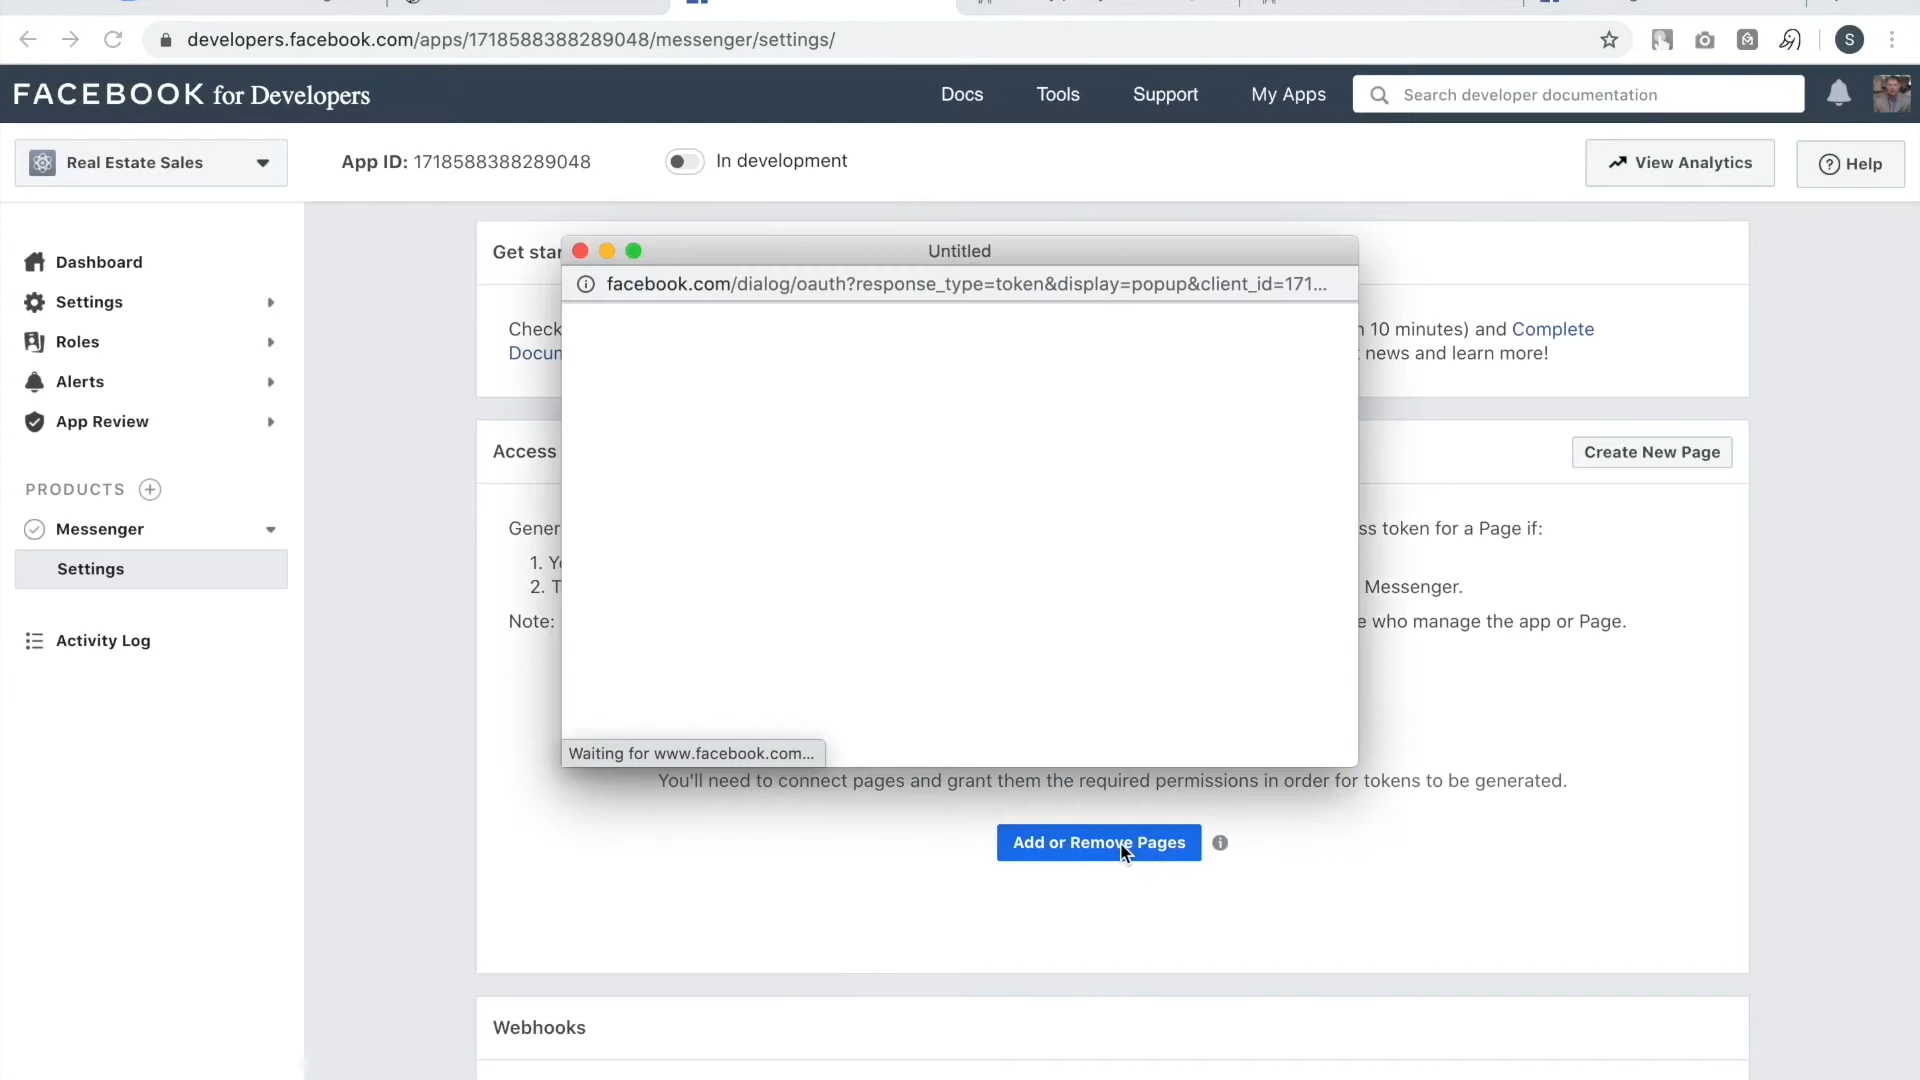 developers.facebook.com/apps/1718588388289048/messenger/settings/
S
FACEBOOK for Developers
Docs
Tools
Support
My Apps
Search developer documentation
Real Estate Sales
App ID: 1718588388289048
In development
View Analytics
Help
Dashboard
Settings
Roles
Alerts
App Review
PRODUCTS
Messenger
Settings
Activity Log
Get star
Untitled
facebook.com/dialog/oauth?response_type=token&display=popup&client_id=171...
Check
10 minutes) and Complete
Docum
news and learn more!
Access
Create New Page
Gener
ss token for a Page if:
1. Yo
2. T
Messenger.
Note:
e who manage the app or Page.
Waiting for www.facebook.com...
You'll need to connect pages and grant them the required permissions in order for tokens to be generated.
Add or Remove Pages
Webhooks